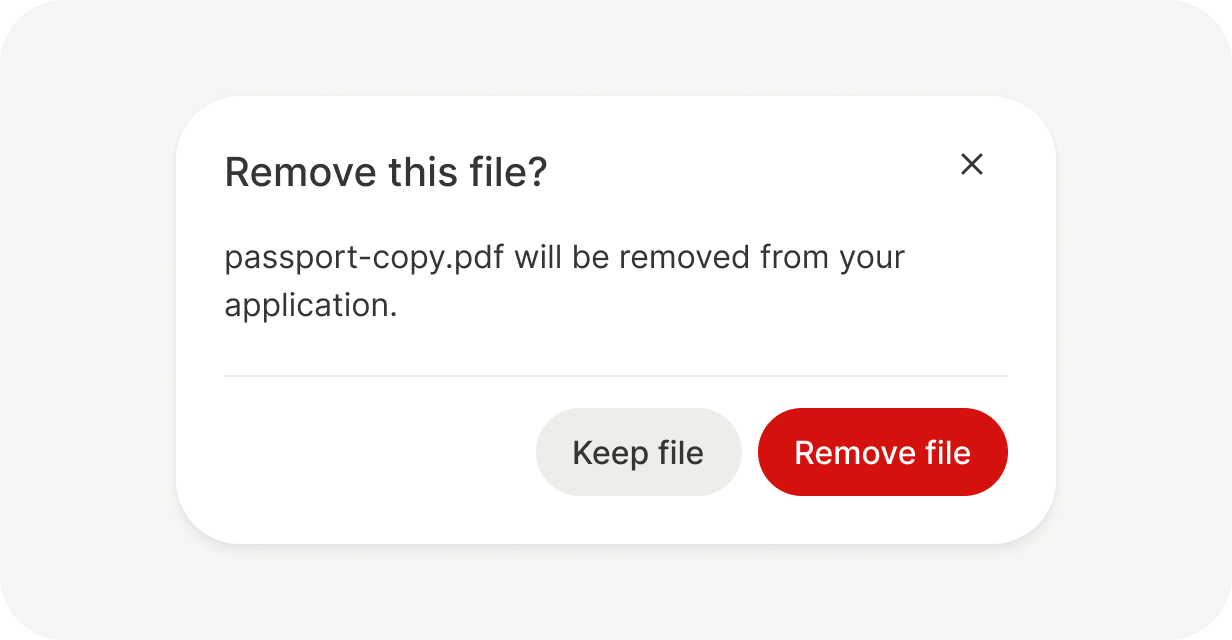 Remove this file?
passport-copy.pdf will be removed from your
application.
Keep file
Remove file